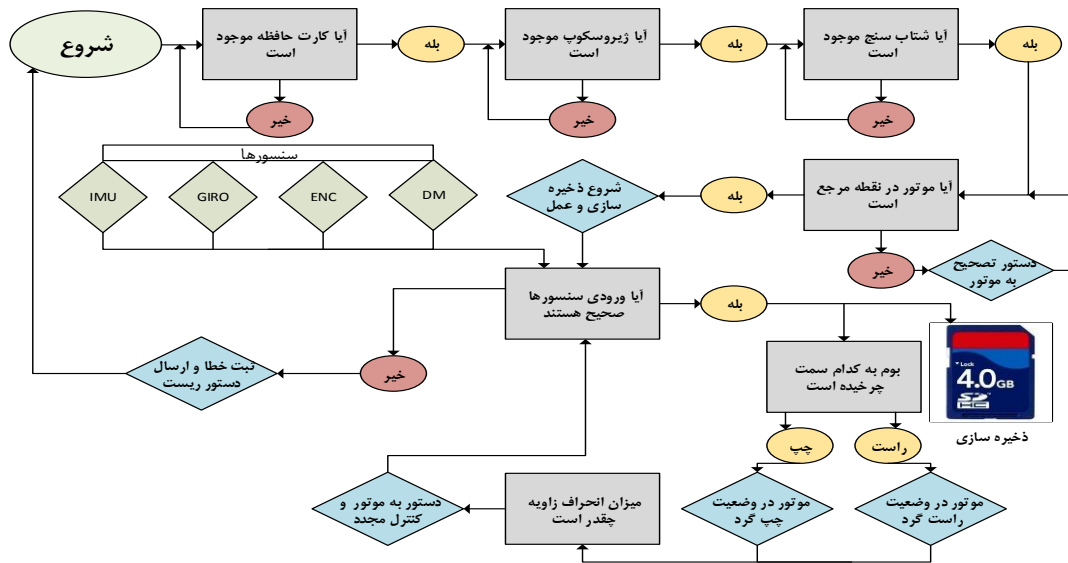 شروع
آیا کارت حافظه موجود
است
بله
آیا ژیروسکوپ موجود
است
بله
آیا شتاب سنج موجود
است
بله
خیر
خیر
خیر
سنسورها
IMU
GIRO
ENC
DM
شروع ذخیره
سازی و عمل
بله
آیا موتور در نقطه مرجع
است
خیر
دستور تصحیح
به موتور
آیا ورودی سنسورها
صحیح هستند
بله
خیر
ثبت خطا و ارسال
دستور ریست
بوم به کدام سمت
چرخیده است
Lock
4.0GB
SD
HC
ذخیره سازی
چپ
راست
موتور در وضعیت
چپ گرد
موتور در وضعیت
راست گرد
میزان انحراف زاویه
چقدر است
دستور به موتور و
کنترل مجدد